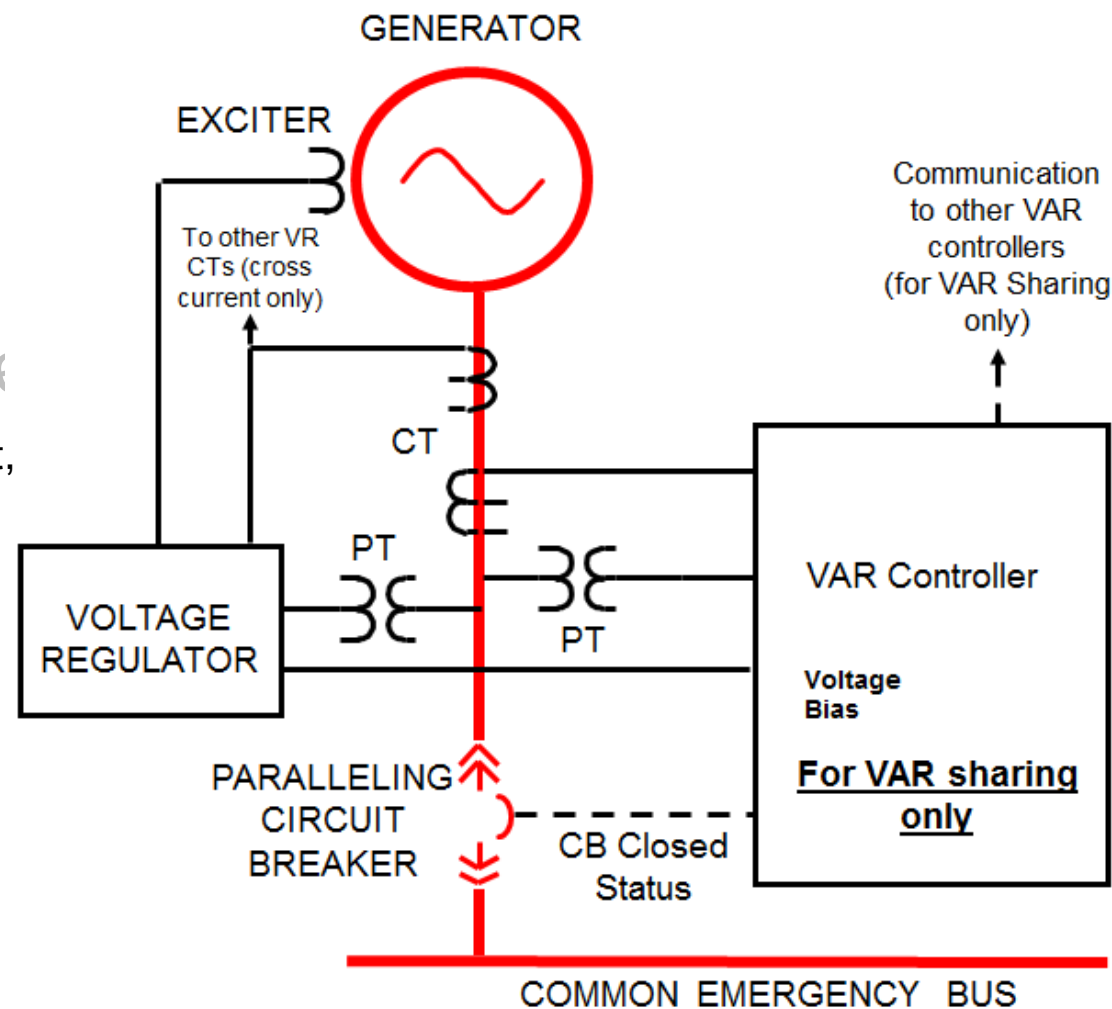 GENERATOR
EXCITER
To other VR
CTs (cross
current only)
Communication
to other VAR
controllers
(for VAR Sharing
only)
CT
t,
PT
PT
VOLTAGE
REGULATOR
VAR Controller
Voltage
Bias
For VAR sharing
only
PARALLELING
CIRCUIT
BREAKER
CB Closed
Status
COMMON EMERGENCY BUS